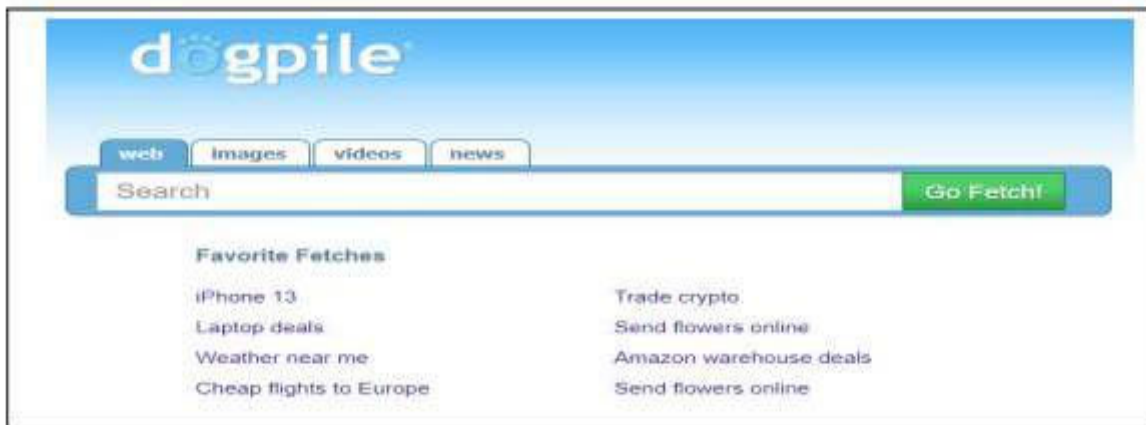 dogpile
web images videos news
Search Go Fetch!
Favorite Fetches
iPhone 13 Trade crypto
Laptop deals Send flowers online
Weather near me Amazon warehouse deals
Cheap flights to Europe Send flowers online